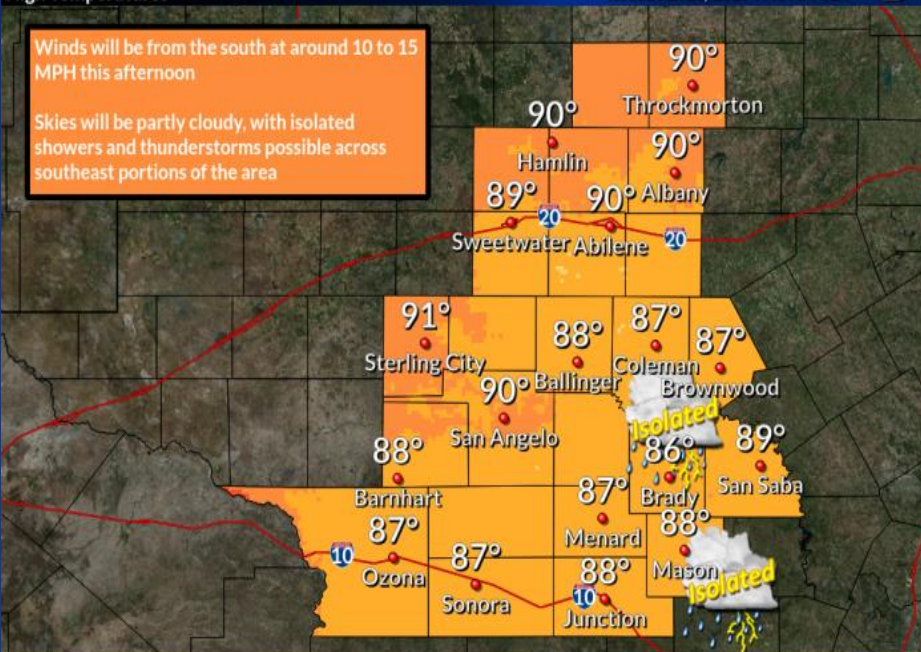 Winds will be from the south at around 10 to 15
MPH this afternoon
Skies will be partly cloudy, with isolated
showers and thunderstorms possible across
southeast portions of the area
90°
Throckmorton
90°
Hamlin
90°
Albany
89°
Sweetwater
20
90°
Abilene
20
91°
Sterling City
88°
Ballinger
87°
Coleman
87°
Brownwood
90°
San Angelo
Isolated
88°
Barnhart
86°
Brady
89°
San Saba
87°
Menard
88°
Mason
Isolated
10
87°
Ozona
87°
Sonora
88°
10
Junction